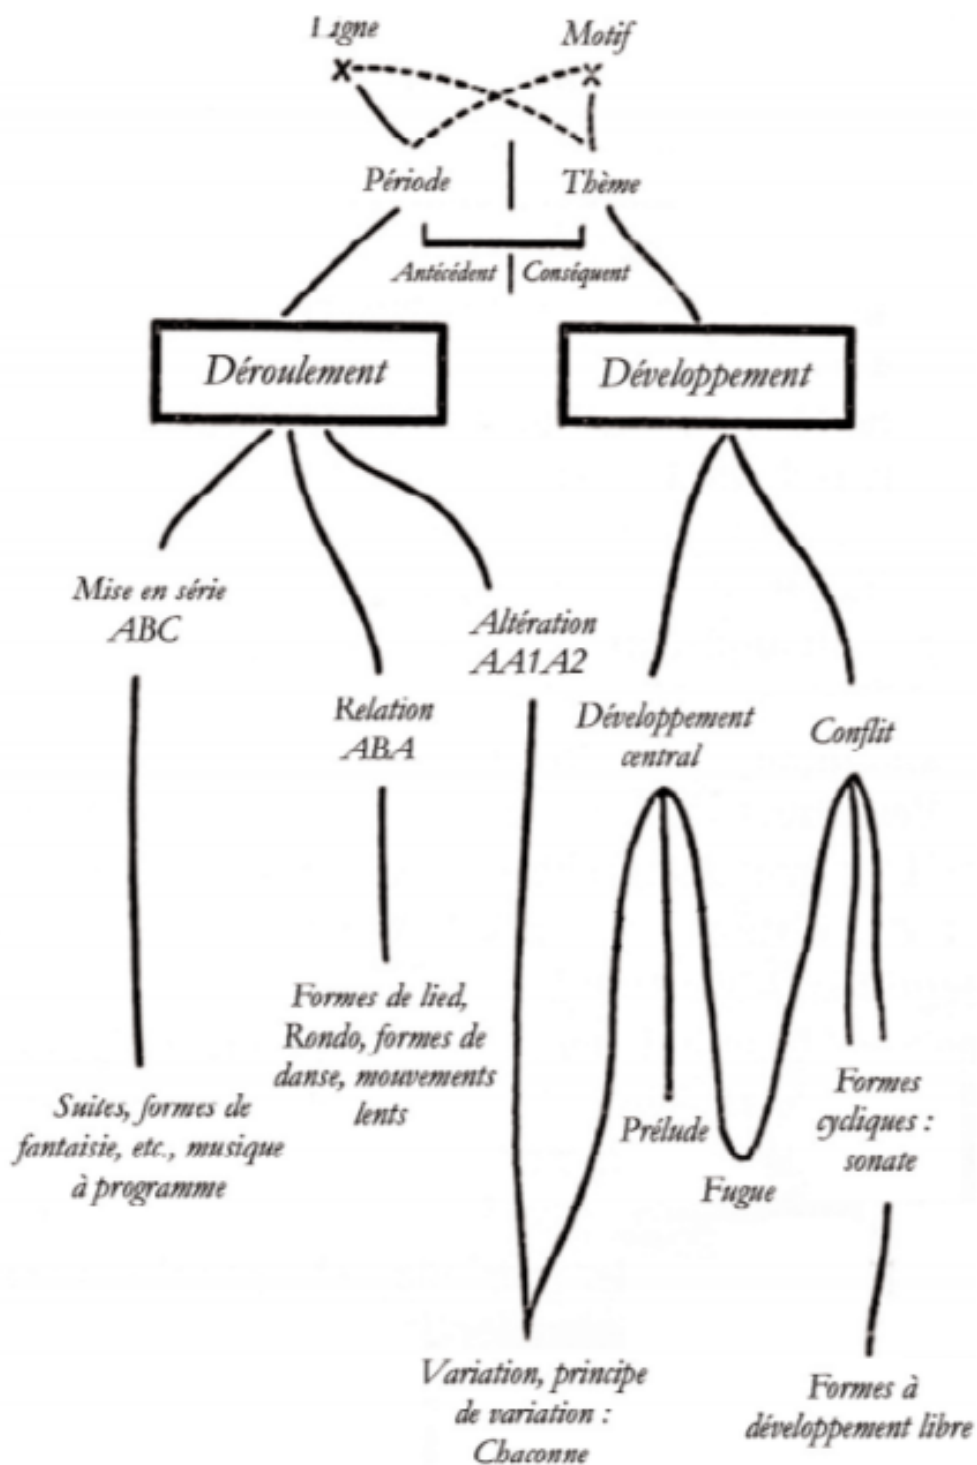 Ligne
Motif
Période
Thème
Antécédent | Conséquent
Déroulement
Développement
Mise en série
ABC
Altération
AA1A2
Relation
ABA
Développement
central
Conflit
Formes de lied,
Rondo, formes de
danse, mouvements
lents
Suites, formes de
fantaisie, etc., musique
à programme
Prélude
Fugue
Formes
cycliques :
sonate
Variation, principe
de variation :
Chaconne
Formes à
développement libre